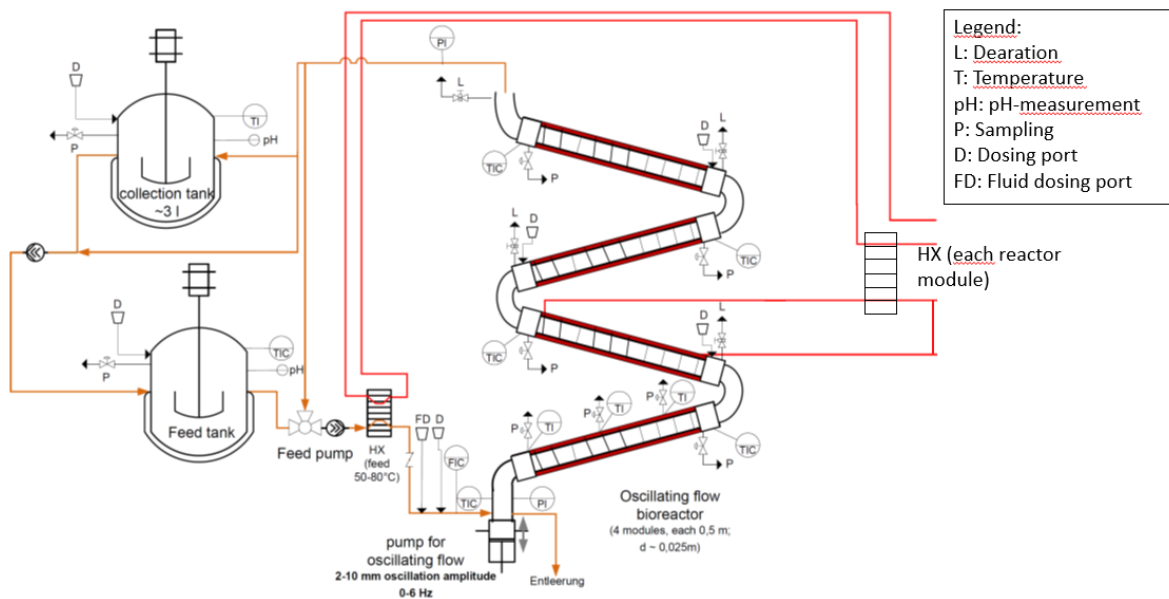 Legend:
L: Dearation
T: Temperature
pH: pH-measurement
P: Sampling
D: Dosing port
FD: Fluid dosing port
PI
L
D
TI
pH
P
collection tank
~3 l
D
L
TIC
P
L
D
TIC
P
HX (each reactor
module)
D
TIC
pH
P
Feed tank
D
L
TIC
P
P
TI
P
TI
P
TI
TIC
P
Feed pump
HX
(feed
50-80°C)
FD
D
FIC
TIC
PI
Oscillating flow
bioreactor
(4 modules, each 0,5 m;
d ~ 0,025m)
pump for
oscillating flow
2-10 mm oscillation amplitude
0-6 Hz
Entleerung